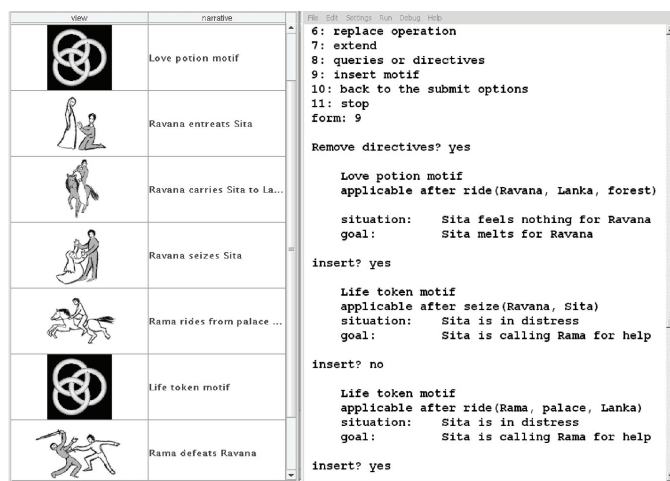 view narrative
Love potion motif
Ravana entreats Sita
Ravana carries Sita to La...
Ravana seizes Sita
Rama rides from palace ...
Life token motif
Rama defeats Ravana
File Edit Settings Run Debug Help
6: replace operation
7: extend
8: queries or directives
9: insert motif
10: back to the submit options
11: stop
form: 9
Remove directives? yes
Love potion motif
applicable after ride(Ravana, Lanka, forest)
situation: Sita feels nothing for Ravana
goal: Sita melts for Ravana
insert? yes
Life token motif
applicable after seize(Ravana, Sita)
situation: Sita is in distress
goal: Sita is calling Rama for help
insert? no
Life token motif
applicable after ride(Rama, palace, Lanka)
situation: Sita is in distress
goal: Sita is calling Rama for help
insert? yes